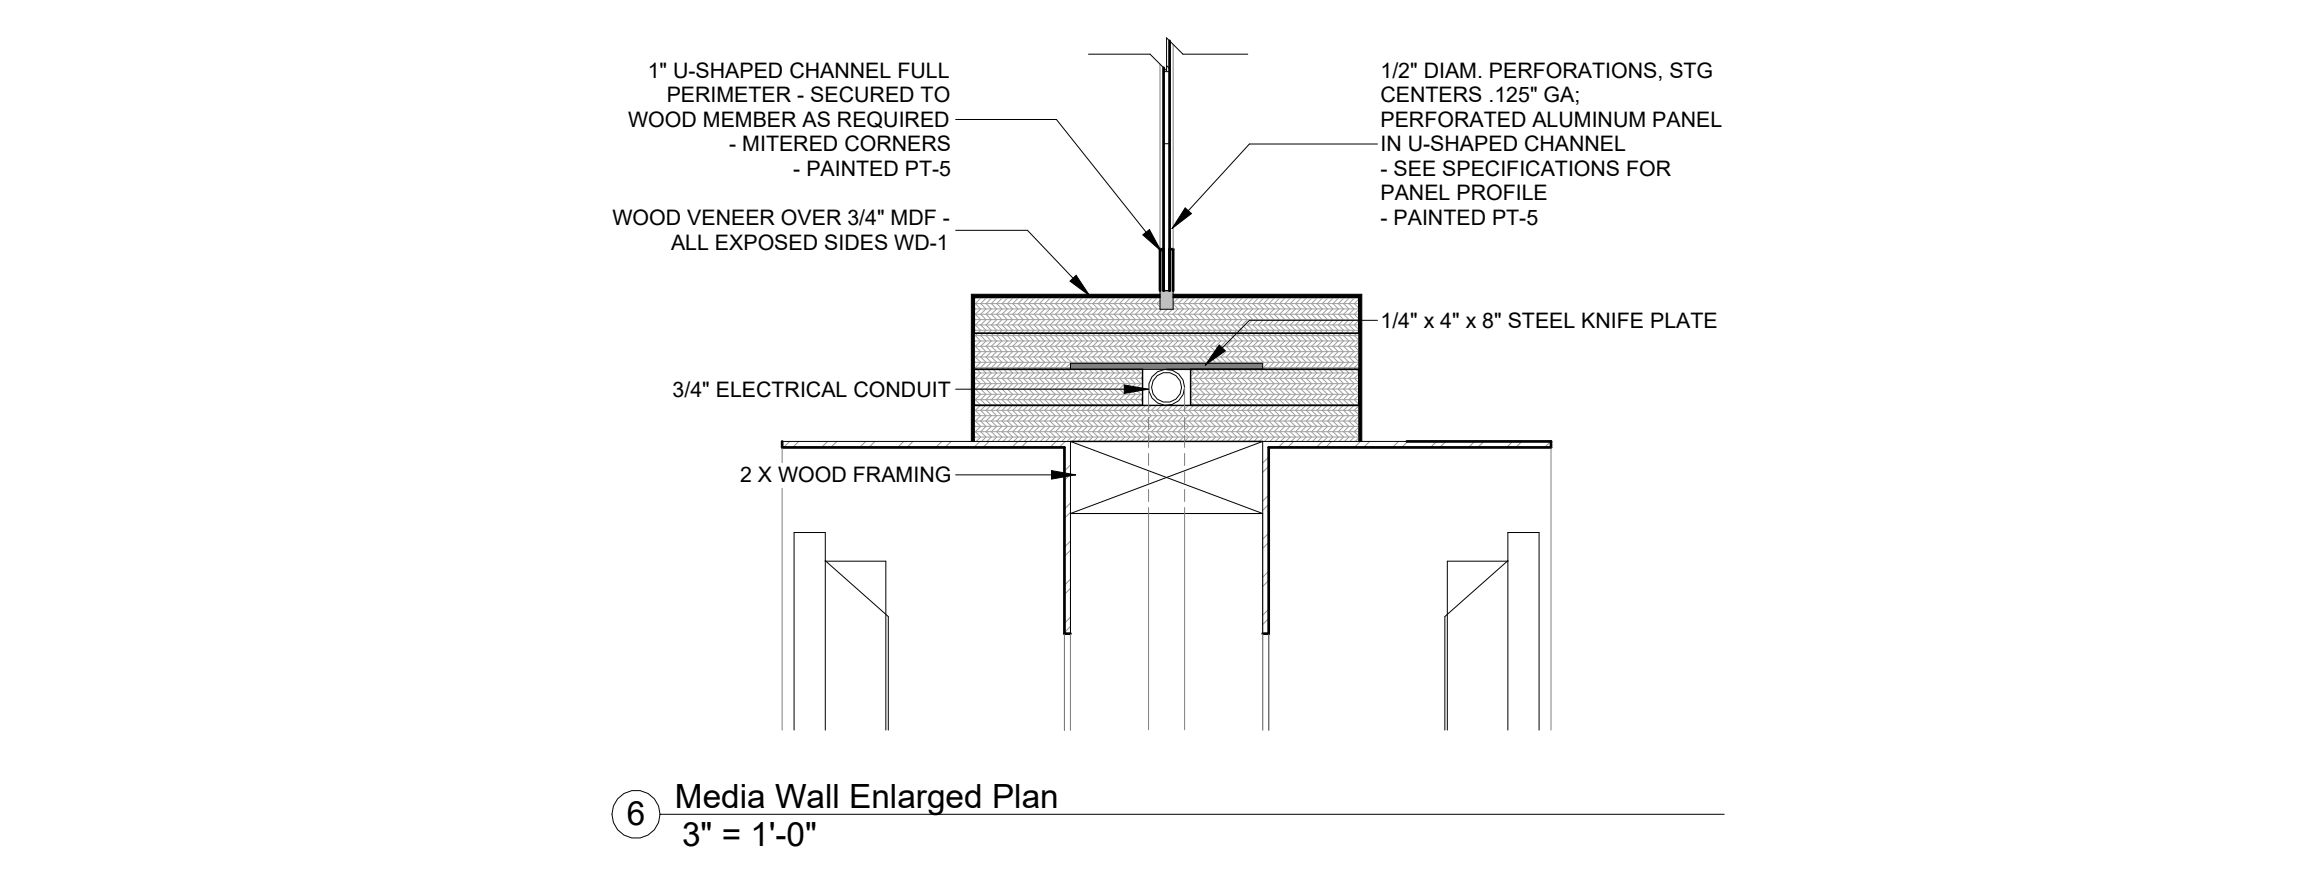 1" U-SHAPED CHANNEL FULL
PERIMETER - SECURED TO
WOOD MEMBER AS REQUIRED
- MITERED CORNERS
- PAINTED PT-5
WOOD VENEER OVER 3/4" MDF -
ALL EXPOSED SIDES WD-1
3/4" ELECTRICAL CONDUIT
2 X WOOD FRAMING
1/2" DIAM. PERFORATIONS, STG
CENTERS .125" GA;
PERFORATED ALUMINUM PANEL
IN U-SHAPED CHANNEL
- SEE SPECIFICATIONS FOR
PANEL PROFILE
- PAINTED PT-5
1/4" x 4" x 8" STEEL KNIFE PLATE
6
Media Wall Enlarged Plan
3" = 1'-0"